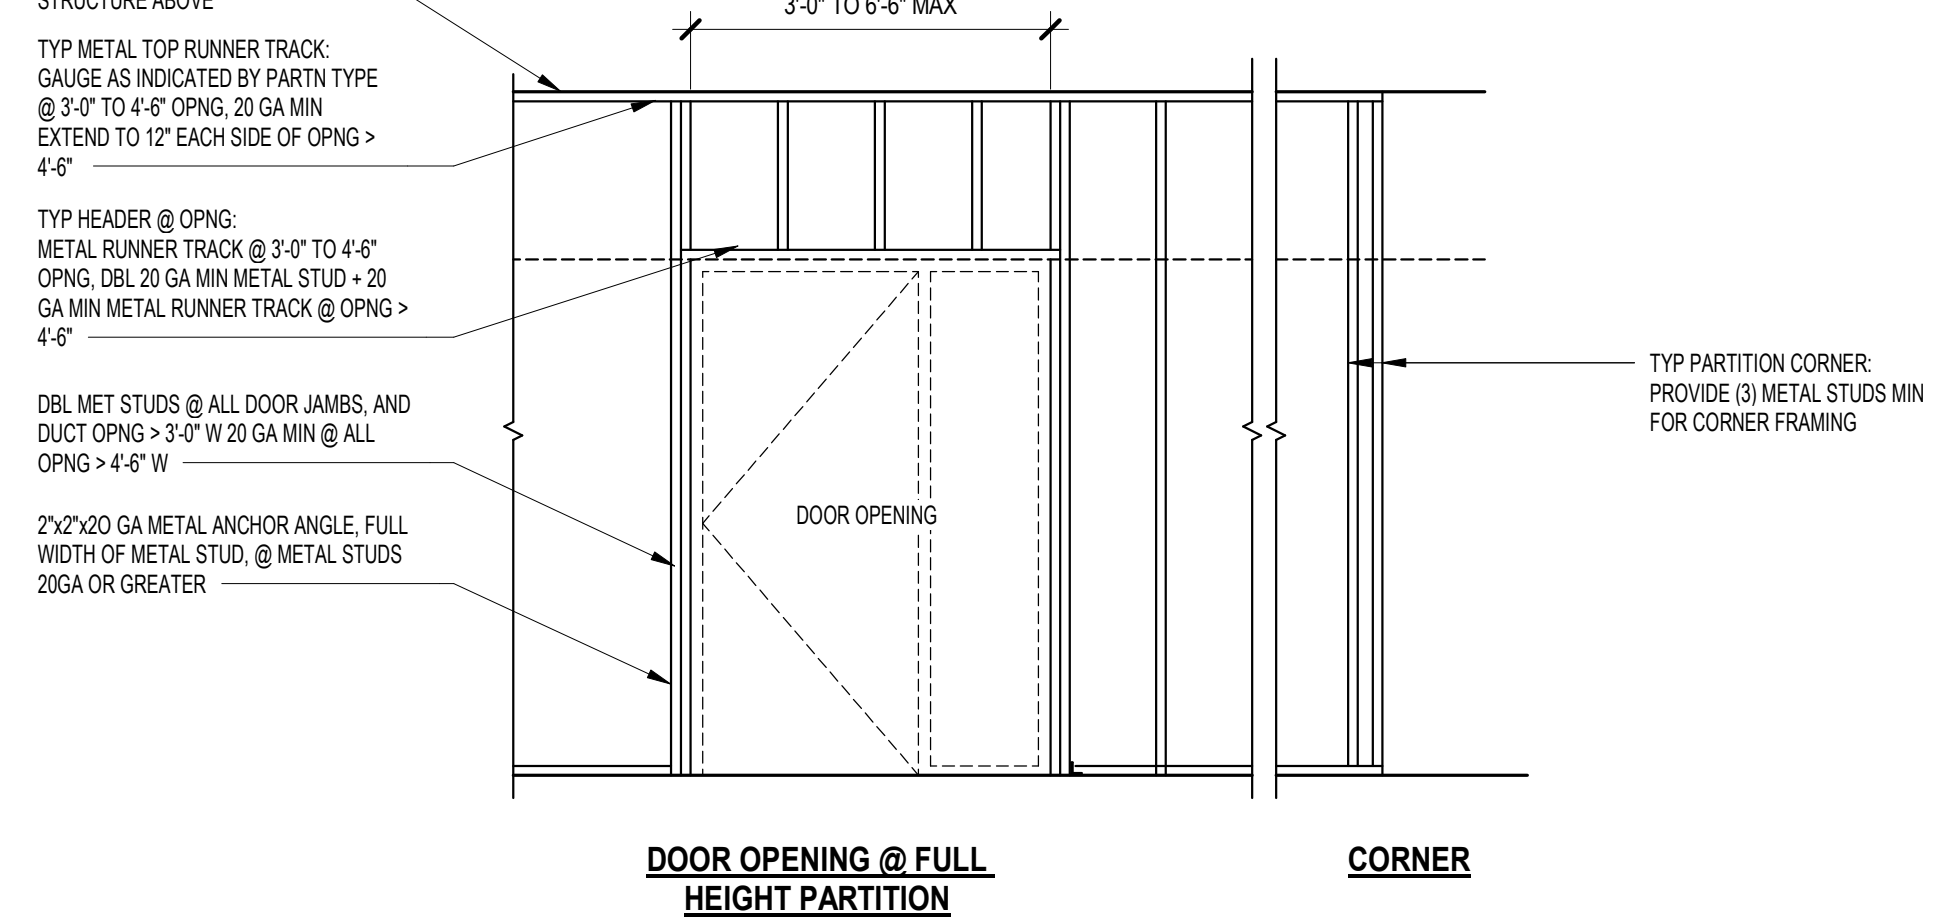 STRUCTURE ABOVE
3'-0" TO 6'-6" MAX
TYP METAL TOP RUNNER TRACK:
GAUGE AS INDICATED BY PARTN TYPE
@ 3'-0" TO 4'-6" OPNG, 20 GA MIN
EXTEND TO 12" EACH SIDE OF OPNG >
4'-6"
TYP HEADER @ OPNG:
METAL RUNNER TRACK @ 3'-0" TO 4'-6"
OPNG, DBL 20 GA MIN METAL STUD + 20
GA MIN METAL RUNNER TRACK @ OPNG >
4'-6"
DBL MET STUDS @ ALL DOOR JAMBS, AND
DUCT OPNG > 3'-0" W 20 GA MIN @ ALL
OPNG > 4'-6" W
2"x2"x2O GA METAL ANCHOR ANGLE, FULL
WIDTH OF METAL STUD, @ METAL STUDS
20GA OR GREATER
DOOR OPENING
TYP PARTITION CORNER:
PROVIDE (3) METAL STUDS MIN
FOR CORNER FRAMING
DOOR OPENING @ FULL
HEIGHT PARTITION
CORNER